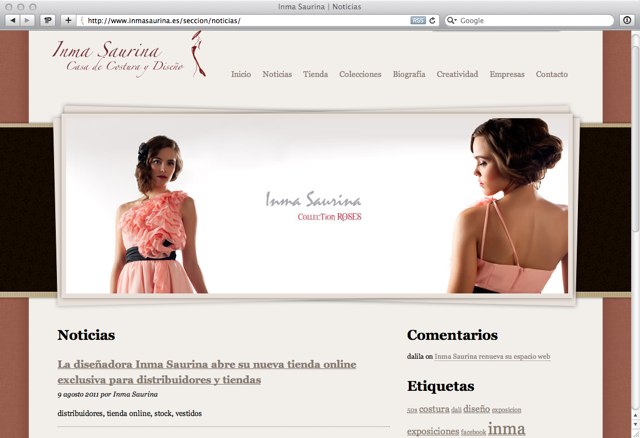 Inma Saurina | Noticias
http://www.inmasaurina.es/seccion/noticias/
RSS
Google
Inma Saurina
Casa de Costura y Diseño
Inicio Noticias Tienda Colecciones Biografía Creatividad Empresas Contacto
Inma Saurina
CollecTion ROSES
Noticias
La diseñadora Inma Saurina abre su nueva tienda online
exclusiva para distribuidores y tiendas
9 agosto 2011 por Inma Saurina
distribuidores, tienda online, stock, vestidos
Comentarios
dalila on Inma Saurina renueva su espacio web
Etiquetas
50s costura dalí diseño exposicion
exposiciones facebook inma